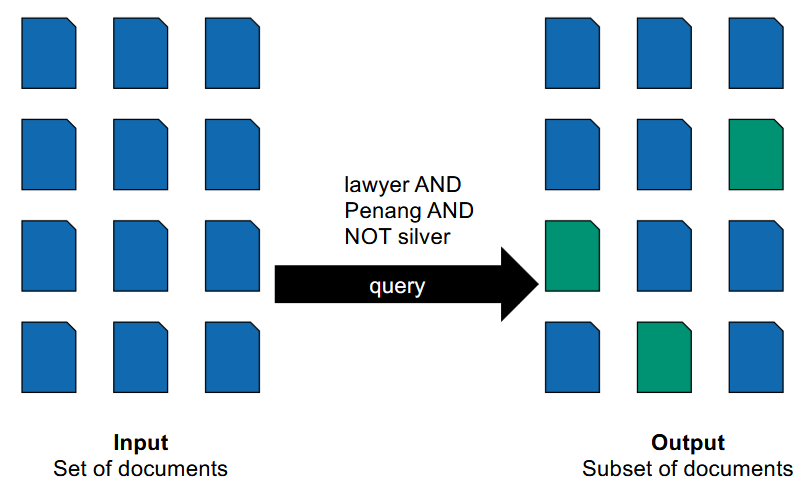 lawyer AND
Penang AND
NOT silver
query
Input
Set of documents
Output
Subset of documents